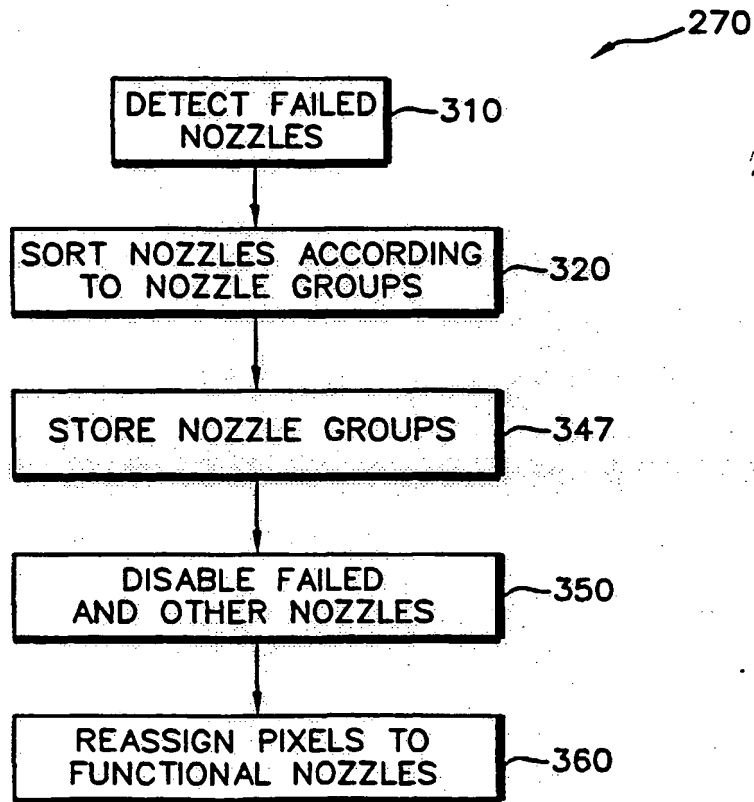 270
DETECT FAILED
NOZZLES
310
SORT NOZZLES ACCORDING
TO NOZZLE GROUPS
320
STORE NOZZLE GROUPS
347
DISABLE FAILED
AND OTHER NOZZLES
350
REASSIGN PIXELS TO
FUNCTIONAL NOZZLES
360